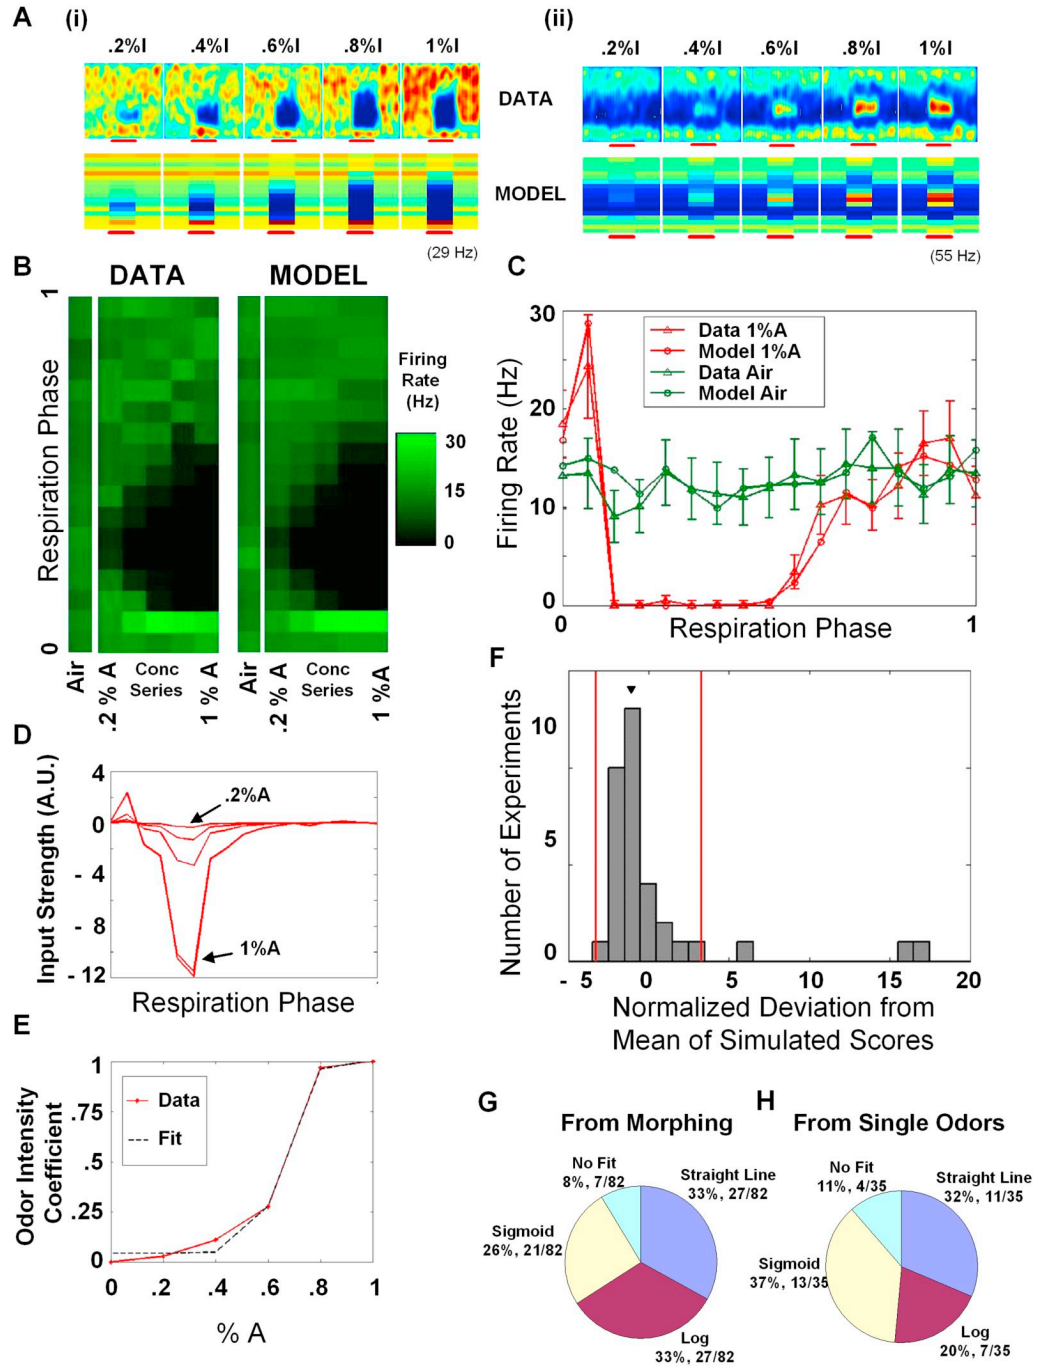 A (i) (ii)
.2%I .4%I .6%I .8%I 1%I
.2%I .4%I .6%I .8%I 1%I
DATA
MODEL
(29 Hz)
(55 Hz)
B DATA MODEL
Respiration Phase
1
0
Firing
Rate
(Hz)
30
15
0
Air
.2 % A
Conc
Series
1 % A
Air
.2 % A
Conc
Series
1 %A
C
Firing Rate (Hz)
30
20
10
0
Data 1%A
Model 1%A
Data Air
Model Air
0 1
Respiration Phase
D
Input Strength (A.U.)
4
0
- 4
- 8
- 12
.2%A
1%A
Respiration Phase
E
Odor Intensity
Coefficient
1
.75
.5
.25
0
Data
Fit
0 .2 .4 .6 .8 1
% A
F
Number of Experiments
10
5
0
- 5 0 5 10 15 20
Normalized Deviation from
Mean of Simulated Scores
G
From Morphing
No Fit
8%, 7/82
Straight Line
33%, 27/82
Sigmoid
26%, 21/82
Log
33%, 27/82
H
From Single Odors
No Fit
11%, 4/35
Straight Line
32%, 11/35
Sigmoid
37%, 13/35
Log
20%, 7/35